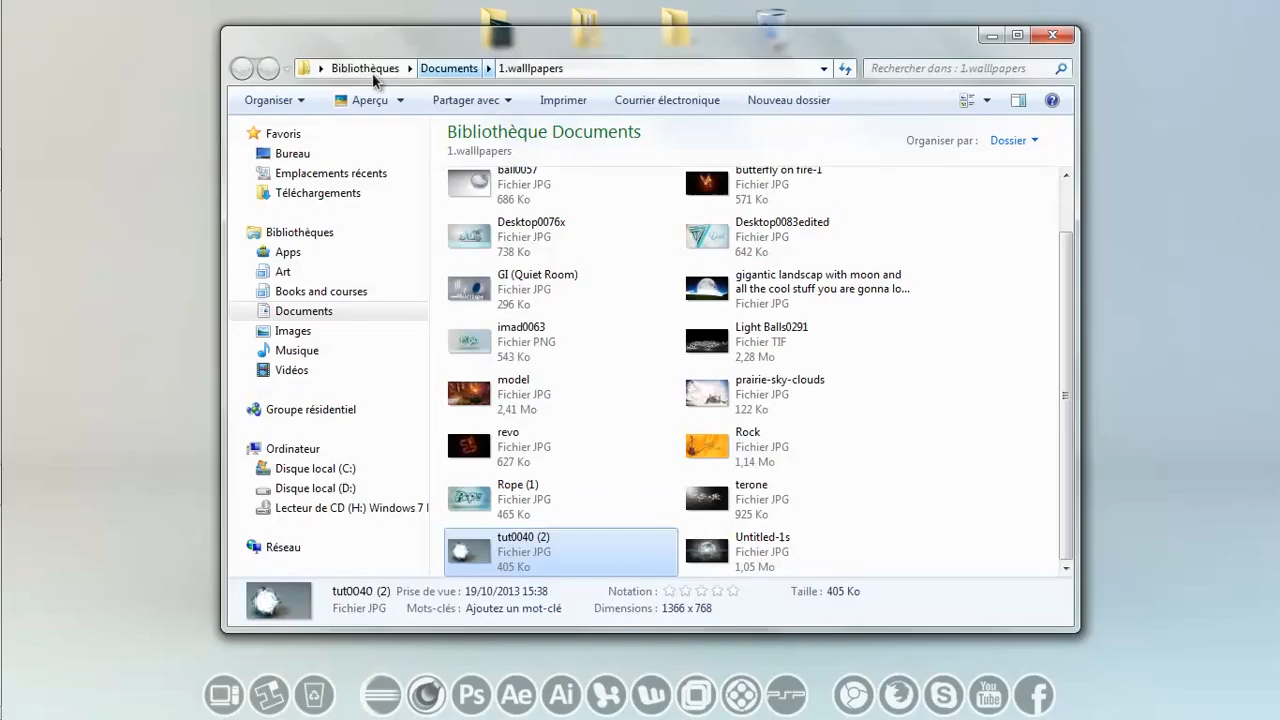 Bibliothèques Documents 1.walllpapers Rechercher dans : 1.walllpapers
Organiser Aperçu Partager avec Imprimer Courrier électronique Nouveau dossier
Favoris
Bureau
Emplacements récents
Téléchargements
Bibliothèques
Apps
Art
Books and courses
Documents
Images
Musique
Vidéos
Groupe résidentiel
Ordinateur
Disque local (C:)
Disque local (D:)
Lecteur de CD (H:) Windows 7
Réseau
Bibliothèque Documents
1.walllpapers
Organiser par : Dossier
ball0057
Fichier JPG
686 Ko
butterfly on fire-1
Fichier JPG
571 Ko
Desktop0076x
Fichier JPG
738 Ko
Desktop0083edited
Fichier JPG
642 Ko
GI (Quiet Room)
Fichier JPG
296 Ko
gigantic landscap with moon and
all the cool stuff you are gonna lo...
Fichier JPG
imad0063
Fichier PNG
543 Ko
Light Balls0291
Fichier TIF
2,28 Mo
model
Fichier JPG
2,41 Mo
prairie-sky-clouds
Fichier JPG
122 Ko
revo
Fichier JPG
627 Ko
Rock
Fichier JPG
1,14 Mo
Rope (1)
Fichier JPG
465 Ko
terone
Fichier JPG
925 Ko
tut0040 (2)
Fichier JPG
405 Ko
Untitled-1s
Fichier JPG
1,05 Mo
tut0040 (2) Prise de vue : 19/10/2013 15:38 Notation : Taille : 405 Ko
Fichier JPG Mots-clés : Ajoutez un mot-clé Dimensions : 1366 x 768
Ps Ae Ai PSP You Tube